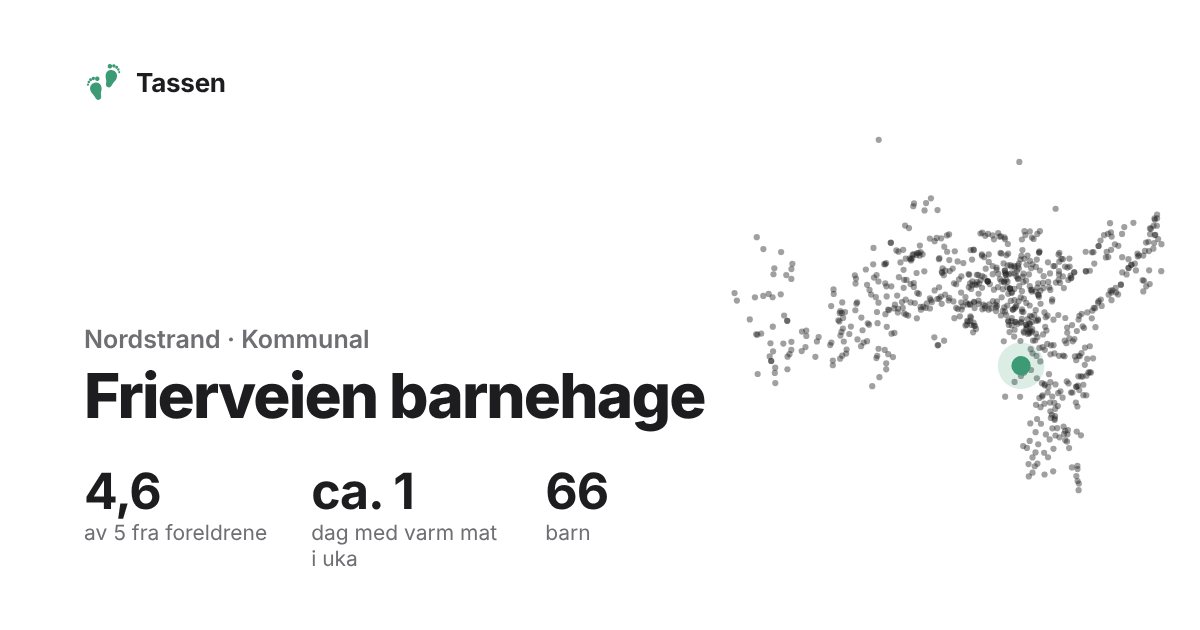 Tassen
Nordstrand · Kommunal
Frierveien barnehage
4,6
av 5 fra foreldrene
ca. 1
dag med varm mat
i uka
66
barn